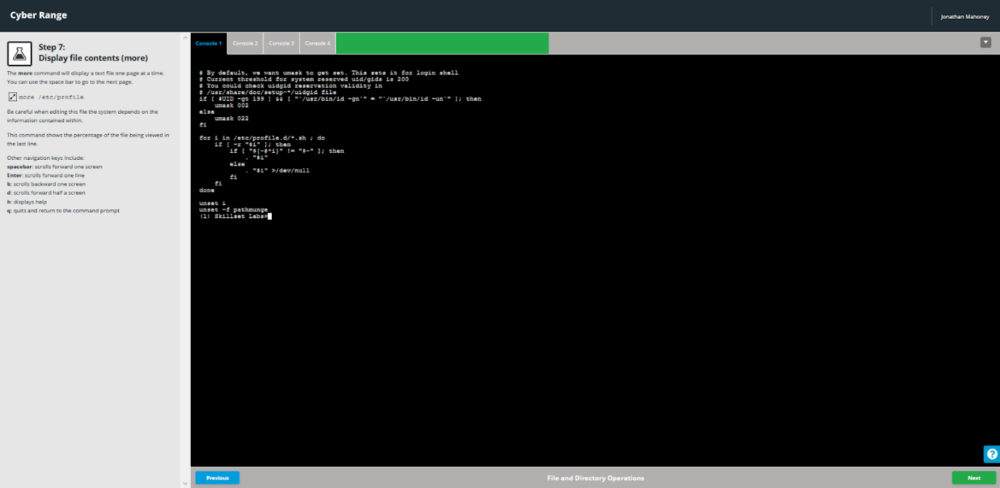 Cyber Range
Jonathan Mahoney
Step 7:
Display file contents (more)
The more command will display a text file one page at a time.
You can use the space bar to go to the next page.
more /etc/profile
Be careful when editing this file the system depends on the
information contained within.
This command shows the percentage of the file being viewed in
the last line.
Other navigation keys Include:
spacebar: scrolls forward one screen
Enter: scrolls forward one line
b: scrolls backward one screen
d: scrolls forward half a screen
h: displays help
q: quits and return to the command prompt
Console 1
Console 2
Console 3
Console 4
# By default, we want umask to get set. This sets it for login shell
# Current threshold for system reserved uid/gids is 200
# You could check uidgid reservation validity in
# /usr/share/doc/setup-*/uidgid file
if [ $UID -gt 199 ] && [ "`/usr/bin/id -gn`" = "`/usr/bin/id -un`" ]; then
    umask 002
else
    umask 022
fi
for i in /etc/profile.d/*.sh ; do
    if [ -r "$i" ]; then
        if [ "${-#*i}" != "$-" ]; then
            . "$i"
        else
            . "$i" >/dev/null
        fi
    fi
done
unset i
unset -f pathmunge
(1) Skillset Labs>
?
Previous
File and Directory Operations
Next